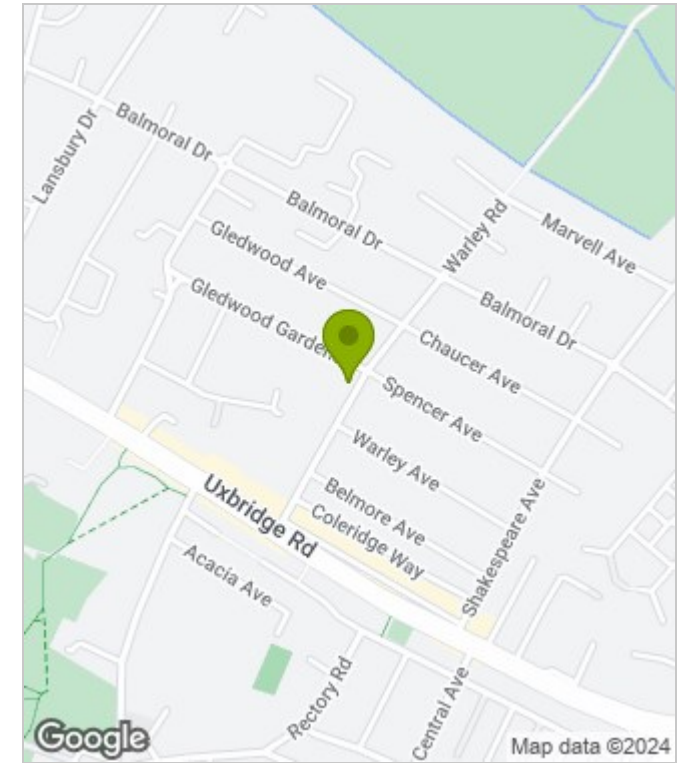 Lansbury Dr
Balmoral Dr
Balmoral Dr
Warley Rd
Marvell Ave
Gledwood Ave
Gledwood Garden
Balmoral Dr
Chaucer Ave
Spencer Ave
Warley Ave
Belmore Ave
Coleridge Way
Shakespeare Ave
Uxbridge Rd
Acacia Ave
Rectory Rd
Central Ave
Google
Map data ©2024